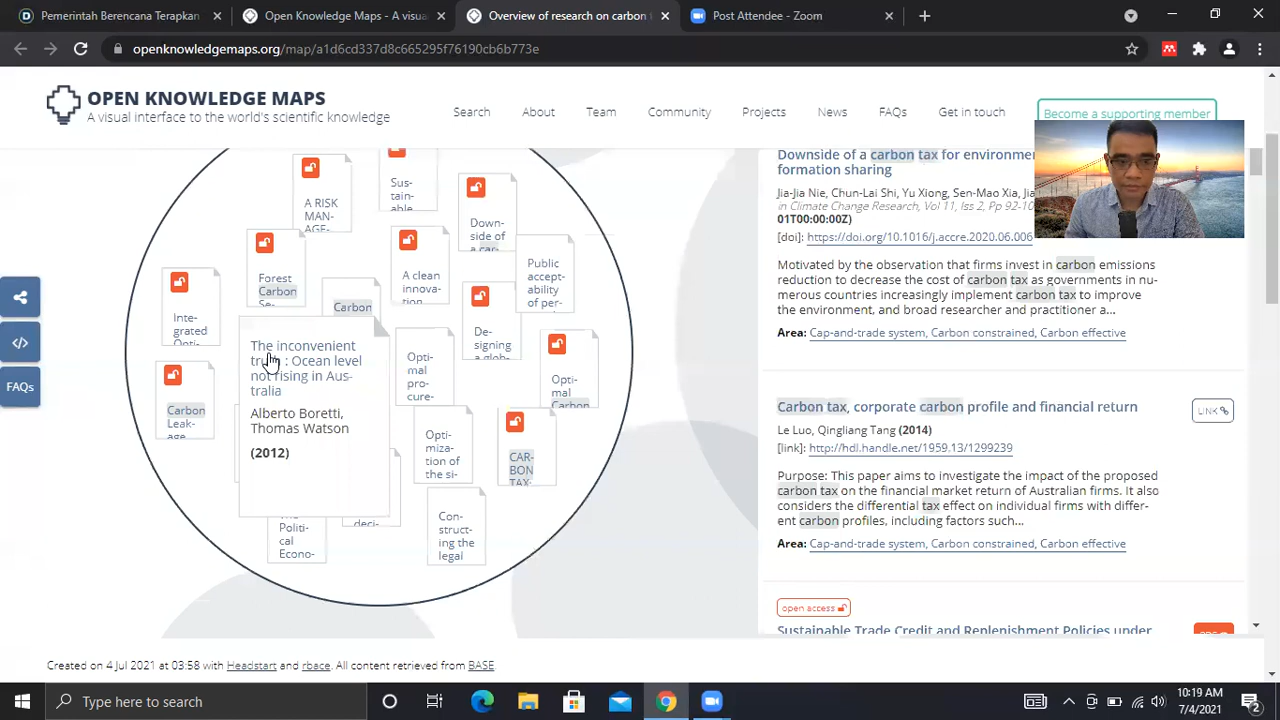 Pemerintah Berencana Terapkan
Open Knowledge Maps - A visua
Overview of research on carbon t
Post Attendee - Zoom
openknowledgemaps.org/map/a1d6cd337d8c665295f76190cb6b773e
OPEN KNOWLEDGE MAPS
A visual interface to the world's scientific knowledge
Search
About
Team
Community
Projects
News
FAQs
Get in touch
Become a supporting member
FAQs
A RISK
MAN-
AGE-
Sus-
tain-
able
Down-
side of
a car-
Forest
Carbon
Se-
A clean
innova-
tion
Public
accept-
ability
of per-
Inte-
grated
Opti-
Carbon
De-
signing
a glob-
The inconvenient
truth : Ocean level
not rising in Aus-
tralia
Alberto Boretti,
Thomas Watson
(2012)
Opti-
mal
pro-
cure-
Opti-
mal
Carbon
Carbon
Leak-
age
Opti-
mization
of the
si-
CAR-
BON
TAX
deci-
The
Politi-
cal
Econo-
Con-
struct-
ing the
legal
Downside of a carbon tax for environme
formation sharing
Jia-Jia Nie, Chun-Lai Shi, Yu Xiong, Sen-Mao Xia, Ji
in Climate Change Research, Vol 11, Iss 2, Pp 92-10
01T00:00:00Z)
[doi]: https://doi.org/10.1016/j.accre.2020.06.006
Motivated by the observation that firms invest in carbon emissions
reduction to decrease the cost of carbon tax as governments in nu-
merous countries increasingly implement carbon tax to improve
the environment, and broad researcher and practitioner a...
Area: Cap-and-trade system, Carbon constrained, Carbon effective
Carbon tax, corporate carbon profile and financial return
LINK
Le Luo, Qingliang Tang (2014)
[link]: http://hdl.handle.net/1959.13/1299239
Purpose: This paper aims to investigate the impact of the proposed
carbon tax on the financial market return of Australian firms. It also
considers the differential tax effect on individual firms with differ-
ent carbon profiles, including factors such...
Area: Cap-and-trade system, Carbon constrained, Carbon effective
open access
Sustainable Trade Credit and Replenishment Policies under
Created on 4 Jul 2021 at 03:58 with Headstart and rbace. All content retrieved from BASE
Type here to search
10:19 AM
7/4/2021
2